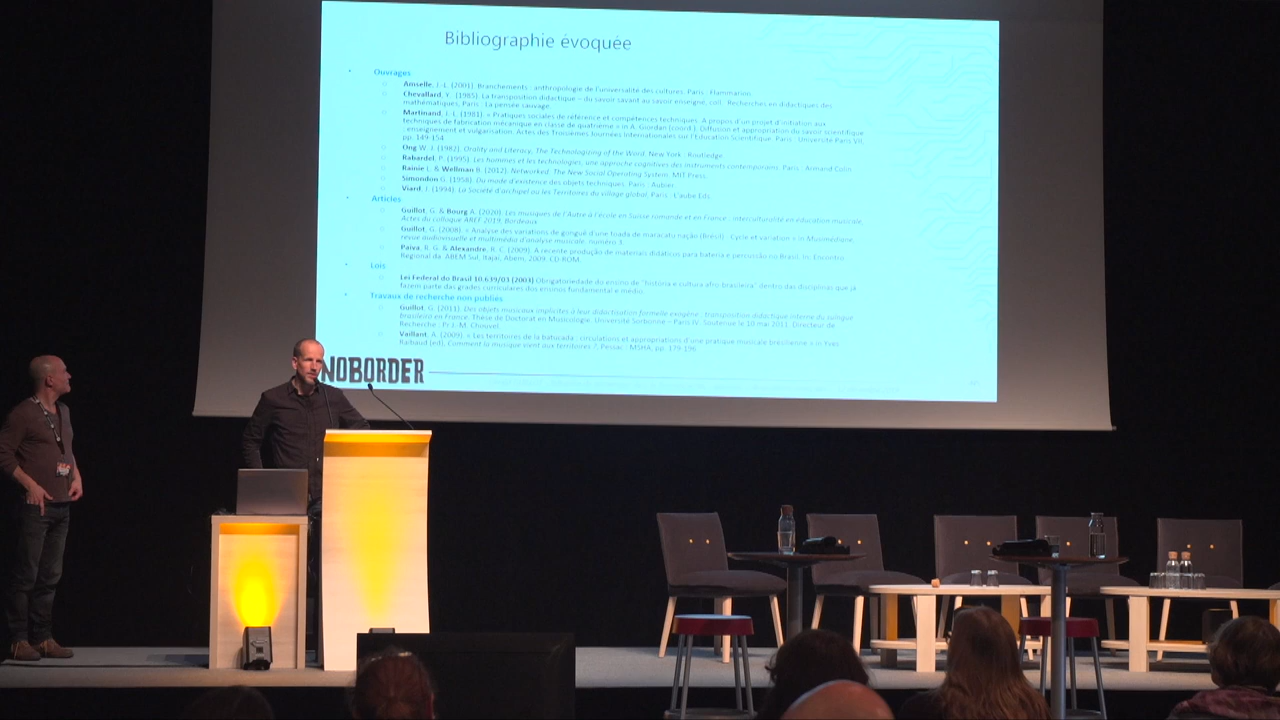 Bibliographie évoquée
Ouvrages
Amselle, J.-L. (2001). Branchements : anthropologie de l'universalité des cultures. Paris : Flammarion.
Chevallard, Y. (1985). La transposition didactique – du savoir savant au savoir enseigné, coll. Recherches en didactiques des
mathématiques, Paris : La pensée sauvage.
Martinand, J. L. (1981). « Pratiques sociales de référence et compétences techniques. A propos d'un projet d'initiation aux
techniques de fabrication mécanique en classe de quatrième » in A. Giordan (coord.). Diffusion et appropriation du savoir scientifique
: enseignement et vulgarisation. Actes des Troisièmes Journées Internationales sur l'Education Scientifique. Paris : Université Paris VII,
pp. 149-154.
Ong W. J. (1982). Orality and Literacy, The Technologizing of the Word. New York : Routledge.
Rabardel, P. (1995). Les hommes et les technologies, une approche cognitives des instruments contemporains. Paris : Armand Colin.
Rainie L. & Wellman B. (2012). Networked. The New Social Operating System. MIT Press.
Simondon G. (1958). Du mode d'existence des objets techniques. Paris : Aubier.
Viard, J. (1994). La Société d'archipel ou les Territoires du village global, Paris : L'aube Eds.
Articles
Guillot, G. & Bourg A. (2020). Les musiques de l'Autre à l'école en Suisse romande et en France : interculturalité en éducation musicale,
Actes du colloque AREF 2019, Bordeaux
Guillot, G. (2008). « Analyse des variations de gonguê d'une toada de maracatu nação (Brésil) : Cycle et variation » in Musimédiane,
revue audiovisuelle et multimédia d'analyse musicale, numéro 3.
Paiva, R. G. & Alexandre, R. C. (2009). A recente produção de materiais didáticos para bateria e percussão no Brasil. In: Encontro
Regional da ABEM Sul, Itajaí, Abem, 2009. CD-ROM.
Lois
Lei Federal do Brasil 10.639/03 (2003) Obrigatoriedade do ensino de "história e cultura afro-brasileira" dentro das disciplinas que já
fazem parte das grades curriculares dos ensinos fundamental e médio.
Travaux de recherche non publiés
Guillot, G. (2011). Des objets musicaux implicites à leur didactisation formelle exogène : transposition didactique interne du suingue
brasileiro en France. Thèse de Doctorat en Musicologie. Université Sorbonne – Paris IV. Soutenue le 10 mai 2011. Directeur de
Recherche : Pr J.-M. Chouvel.
Vaillant, A. (2009). « Les territoires de la batucada : circulations et appropriations d'une pratique musicale brésilienne » in Yves
Raibaud (ed), Comment la musique vient aux territoires ?, Pessac : MSHA, pp. 179-196.
NOBORDER